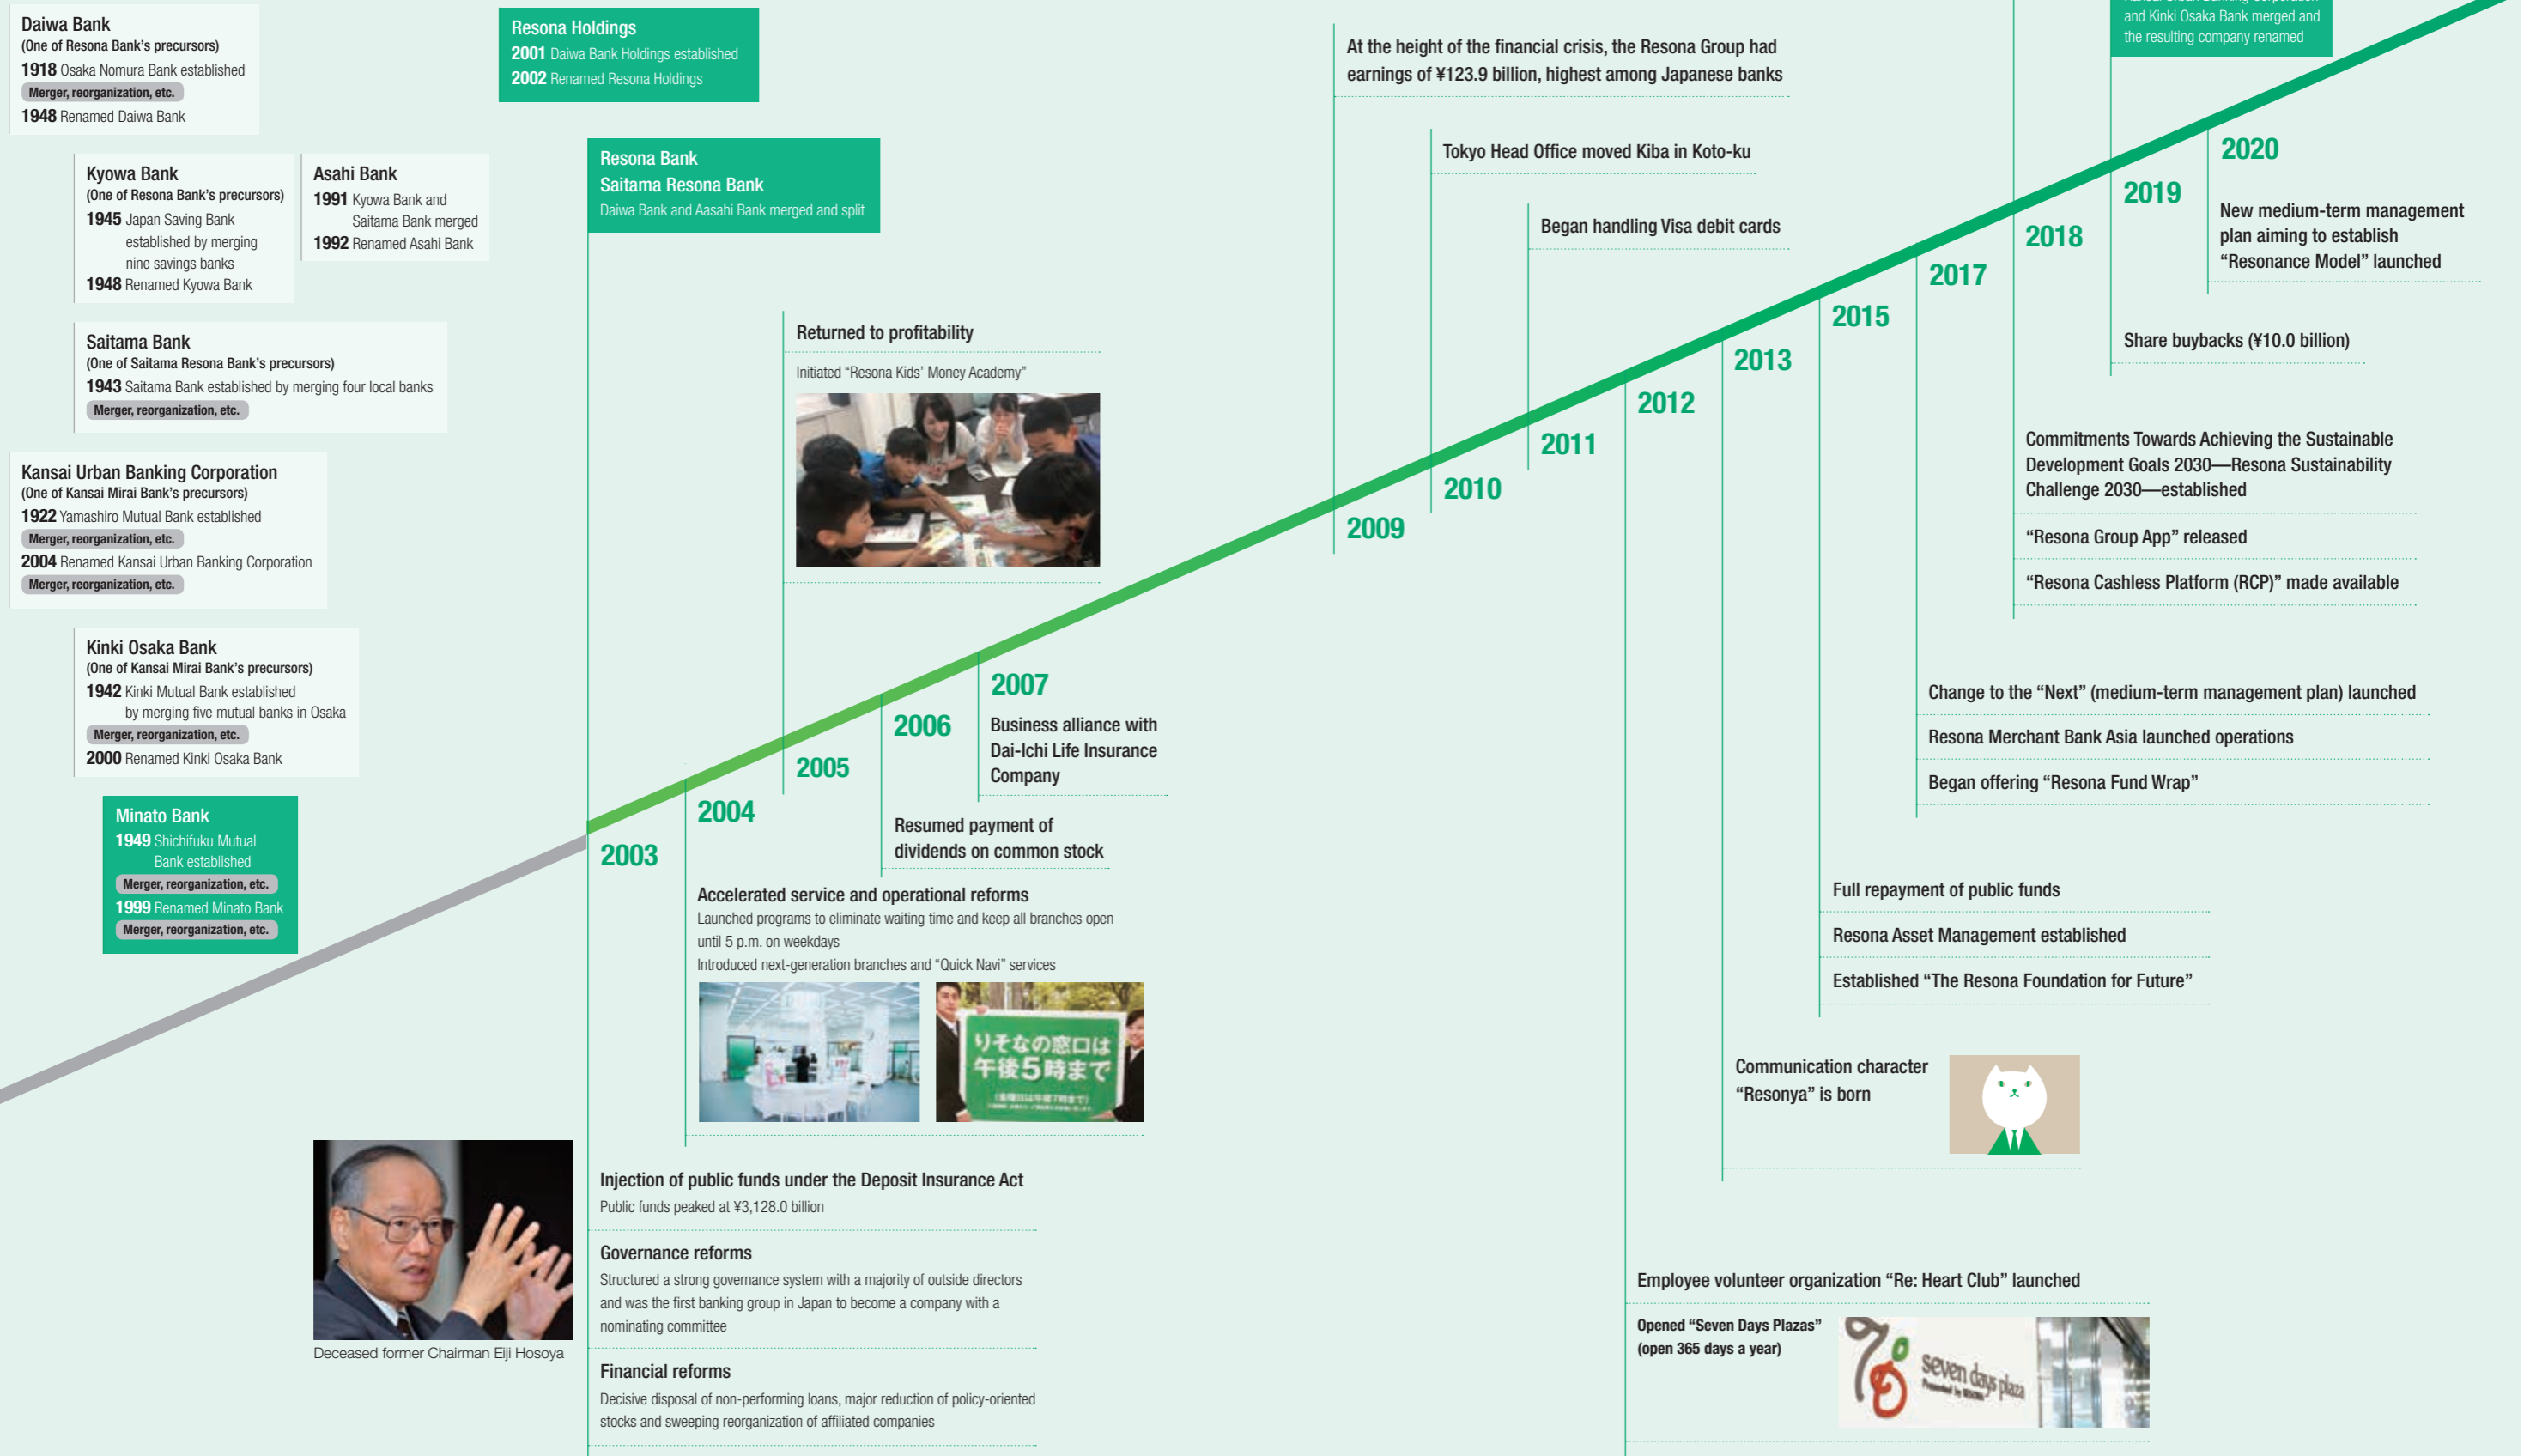 Daiwa Bank
(One of Resona Bank's precursors)
1918 Osaka Nomura Bank established
Merger, reorganization, etc.
1948 Renamed Daiwa Bank
Kyowa Bank
(One of Resona Bank's precursors)
1945 Japan Saving Bank
established by merging
nine savings banks
1948 Renamed Kyowa Bank
Asahi Bank
1991 Kyowa Bank and
Saitama Bank merged
1992 Renamed Asahi Bank
Saitama Bank
(One of Saitama Resona Bank's precursors)
1943 Saitama Bank established by merging four local banks
Merger, reorganization, etc.
Kansai Urban Banking Corporation
(One of Kansai Mirai Bank's precursors)
1922 Yamashiro Mutual Bank established
Merger, reorganization, etc.
2004 Renamed Kansai Urban Banking Corporation
Merger, reorganization, etc.
Kinki Osaka Bank
(One of Kansai Mirai Bank's precursors)
1942 Kinki Mutual Bank established
by merging five mutual banks in Osaka
Merger, reorganization, etc.
2000 Renamed Kinki Osaka Bank
Minato Bank
1949 Shichifuku Mutual
Bank established
Merger, reorganization, etc.
1999 Renamed Minato Bank
Merger, reorganization, etc.
Resona Holdings
2001 Daiwa Bank Holdings established
2002 Renamed Resona Holdings
Resona Bank
Saitama Resona Bank
Daiwa Bank and Aasahi Bank merged and split
2003
Injection of public funds under the Deposit Insurance Act
Public funds peaked at ¥3,128.0 billion
Governance reforms
Structured a strong governance system with a majority of outside directors
and was the first banking group in Japan to become a company with a
nominating committee
Financial reforms
Decisive disposal of non-performing loans, major reduction of policy-oriented
stocks and sweeping reorganization of affiliated companies
Deceased former Chairman Eiji Hosoya
2004
Accelerated service and operational reforms
Launched programs to eliminate waiting time and keep all branches open
until 5 p.m. on weekdays
Introduced next-generation branches and “Quick Navi” services
りそなの窓口は
午後5時まで
2005
Returned to profitability
Initiated “Resona Kids’ Money Academy”
2006
Resumed payment of
dividends on common stock
2007
Business alliance with
Dai-Ichi Life Insurance
Company
2009
At the height of the financial crisis, the Resona Group had
earnings of ¥123.9 billion, highest among Japanese banks
2010
Tokyo Head Office moved Kiba in Koto-ku
2011
Began handling Visa debit cards
2012
Employee volunteer organization “Re: Heart Club” launched
Opened “Seven Days Plazas”
(open 365 days a year)
seven days plaza
Presented by RESONA
2013
Communication character
“Resonya” is born
2015
Full repayment of public funds
Resona Asset Management established
Established “The Resona Foundation for Future”
2017
Change to the “Next” (medium-term management plan) launched
Resona Merchant Bank Asia launched operations
Began offering “Resona Fund Wrap”
2018
Commitments Towards Achieving the Sustainable
Development Goals 2030—Resona Sustainability
Challenge 2030—established
“Resona Group App” released
“Resona Cashless Platform (RCP)” made available
2019
and Kinki Osaka Bank merged and
the resulting company renamed
Share buybacks (¥10.0 billion)
2020
New medium-term management
plan aiming to establish
“Resonance Model” launched